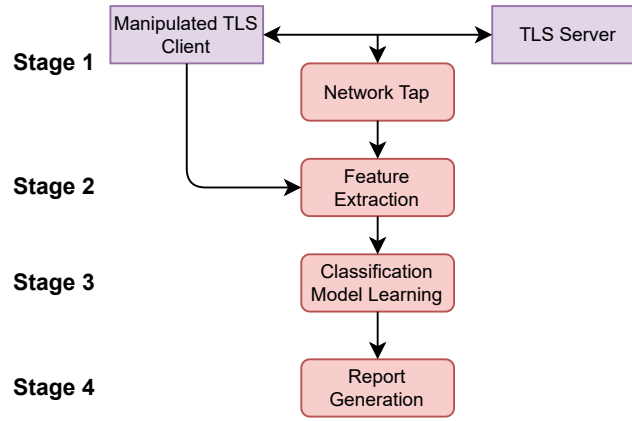 Manipulated TLS
Client
TLS Server
Stage 1
Network Tap
Stage 2
Feature
Extraction
Stage 3
Classification
Model Learning
Stage 4
Report
Generation